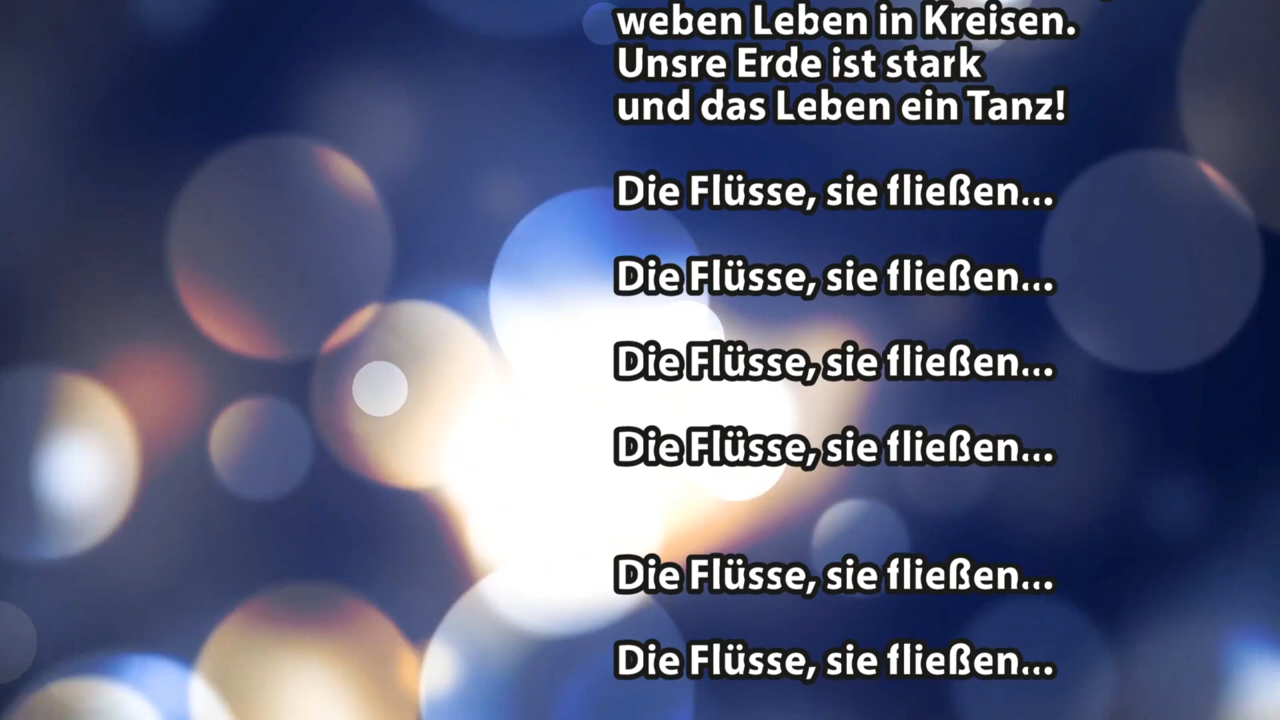 weben Leben in Kreisen.
Unsre Erde ist stark
und das Leben ein Tanz!
Die Flüsse, sie fließen...
Die Flüsse, sie fließen...
Die Flüsse, sie fließen...
Die Flüsse, sie fließen...
Die Flüsse, sie fließen...
Die Flüsse, sie fließen...